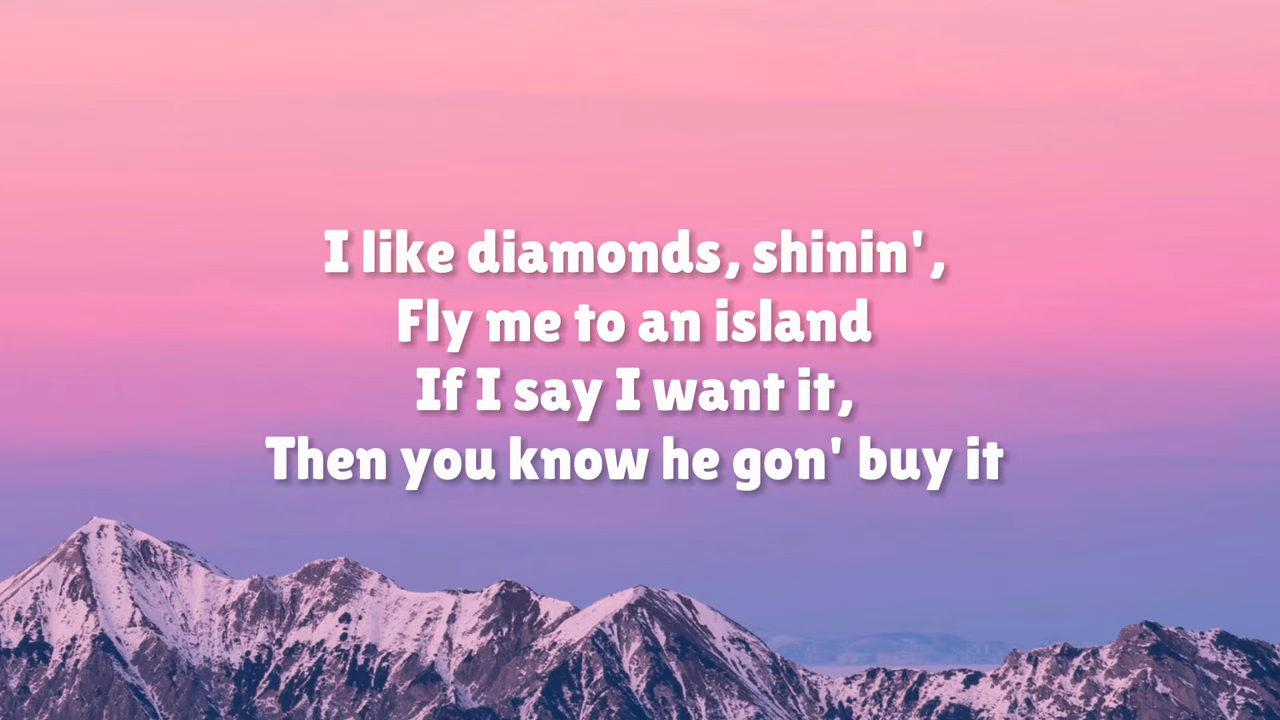 I like diamonds, shinin',
Fly me to an island
If I say I want it,
Then you know he gon' buy it